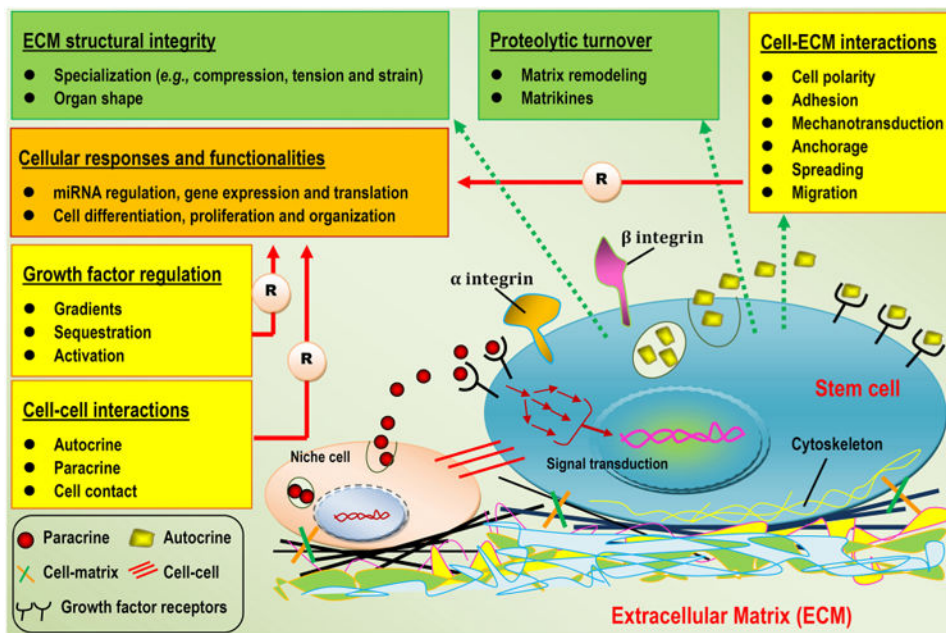 ECM structural integrity
● Specialization (e.g., compression, tension and strain)
● Organ shape
Proteolytic turnover
● Matrix remodeling
● Matrikines
Cell-ECM interactions
● Cell polarity
● Adhesion
● Mechanotransduction
● Anchorage
● Spreading
● Migration
Cellular responses and functionalities
● miRNA regulation, gene expression and translation
● Cell differentiation, proliferation and organization
R
Growth factor regulation
● Gradients
● Sequestration
● Activation
R
R
Cell-cell interactions
● Autocrine
● Paracrine
● Cell contact
α integrin
β integrin
Stem cell
Cytoskeleton
Signal transduction
Niche cell
Paracrine
Autocrine
Cell-matrix
Cell-cell
Growth factor receptors
Extracellular Matrix (ECM)